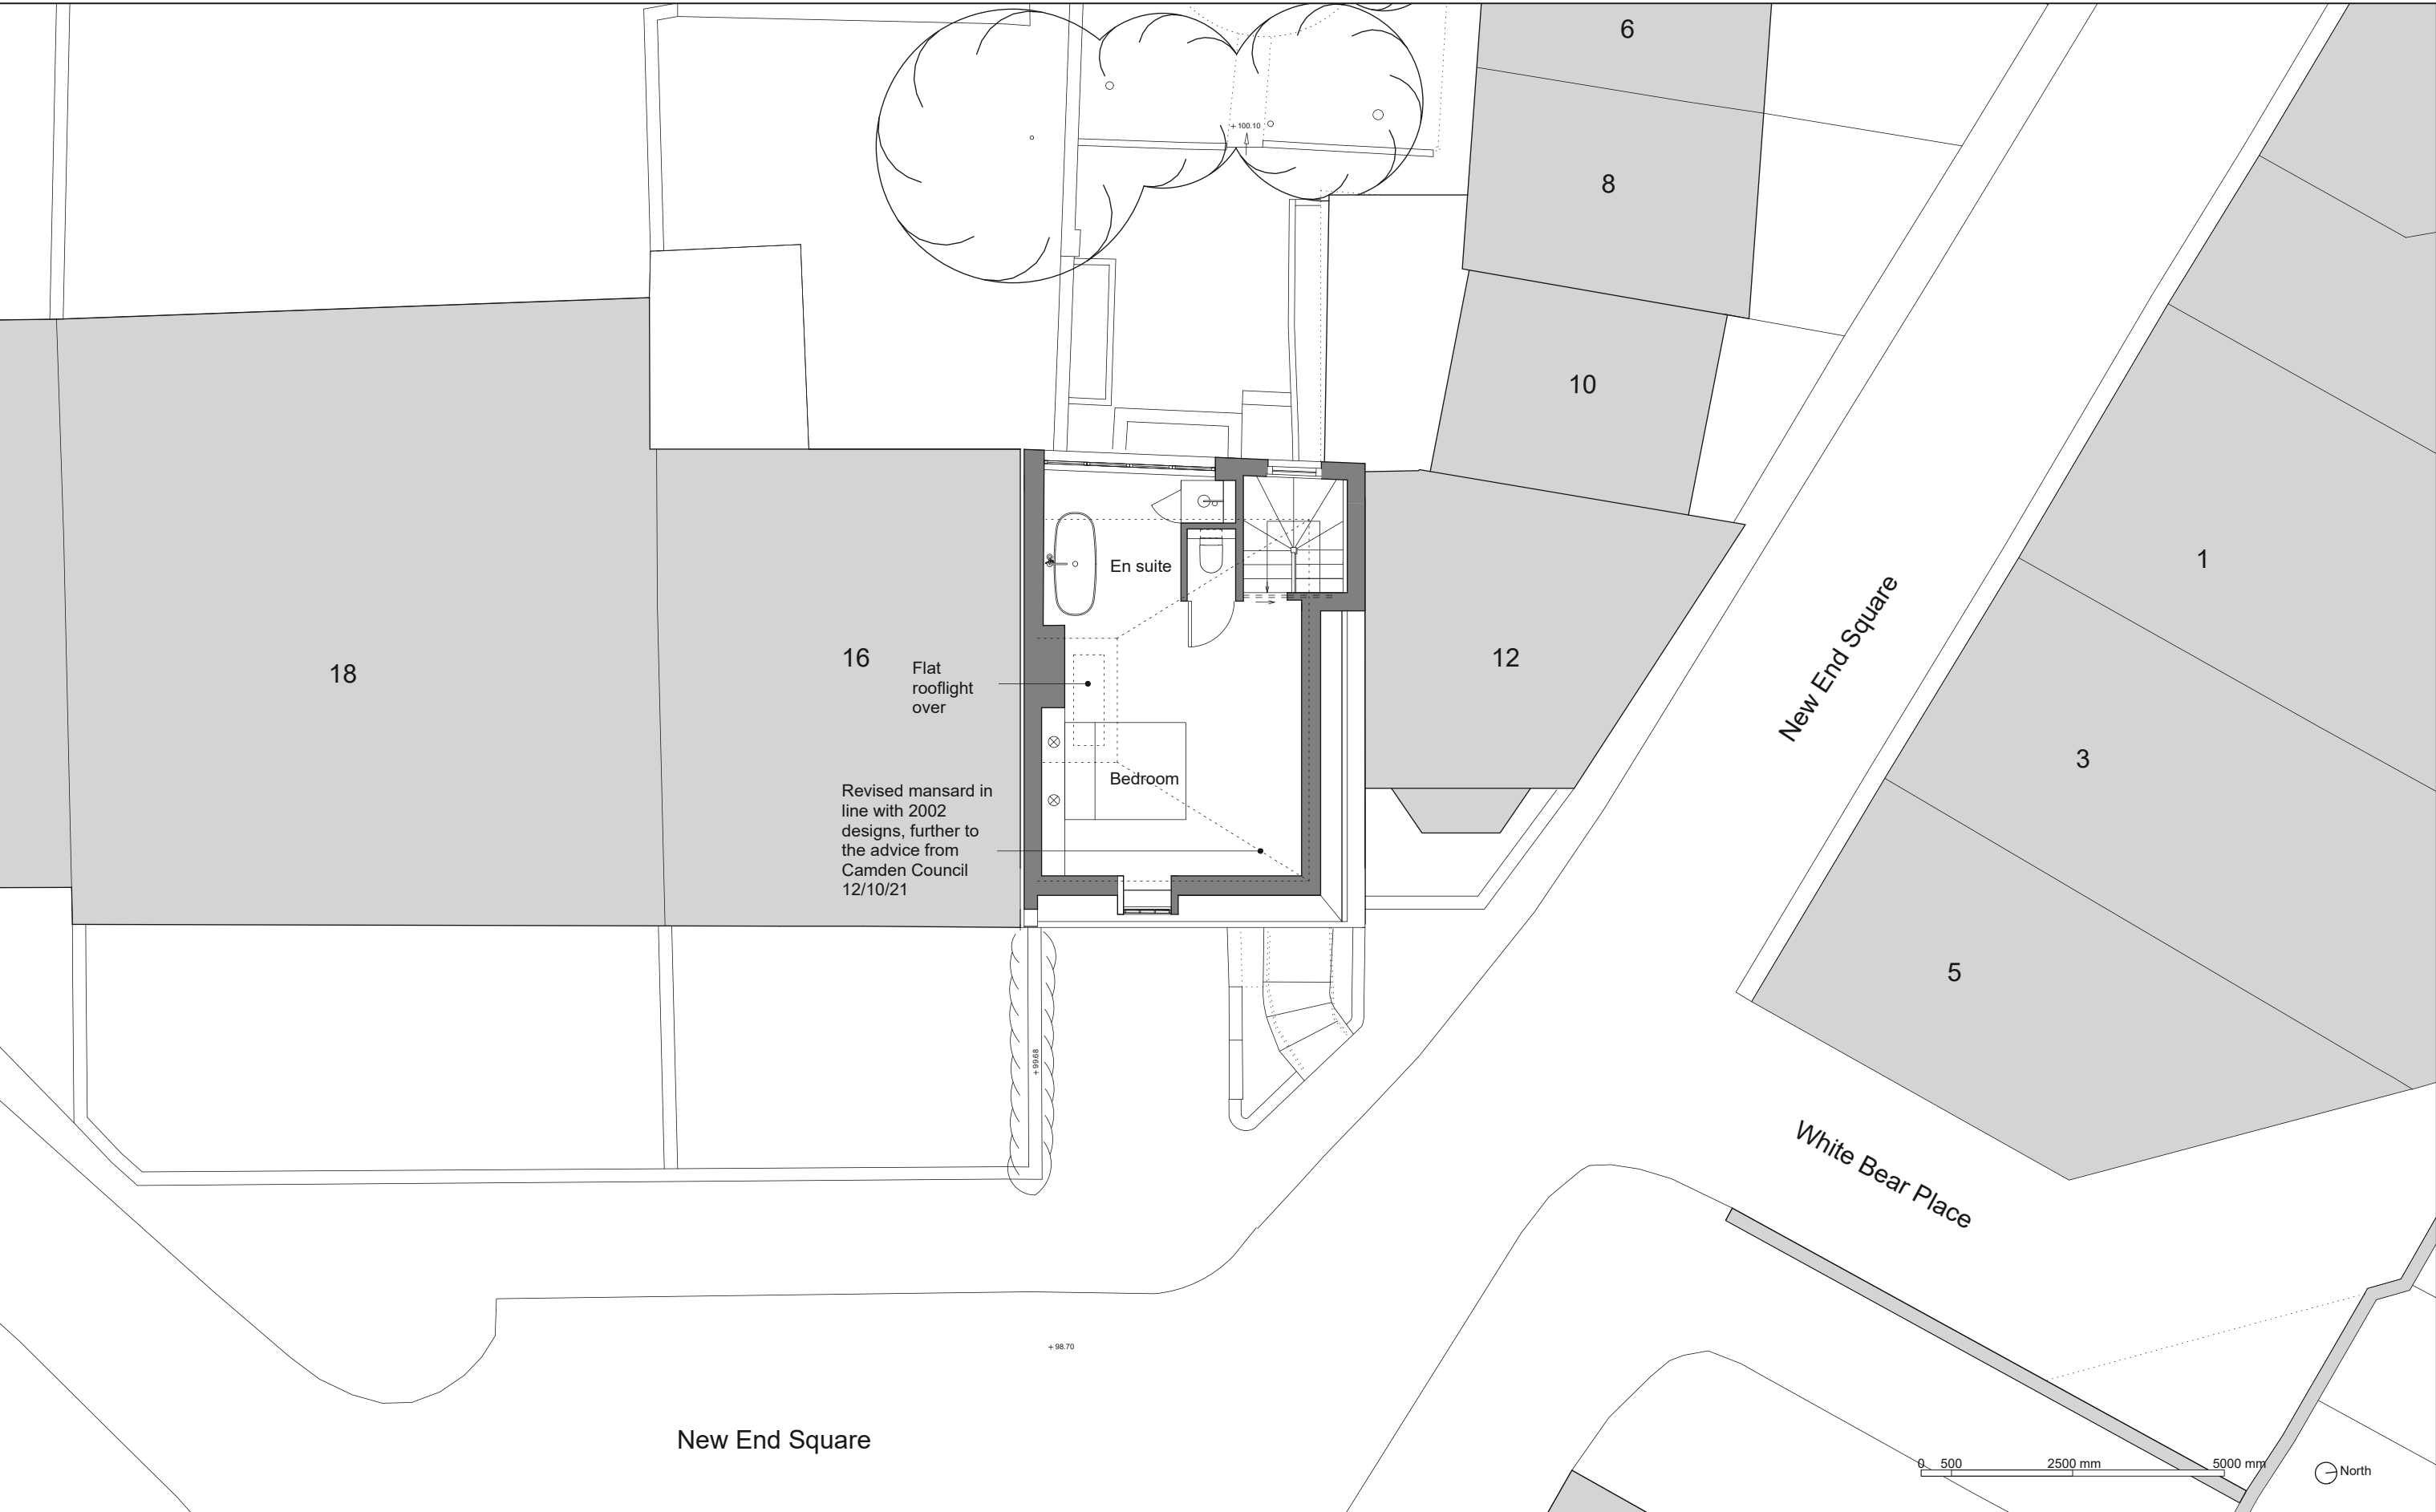 6
+ 100.10
8
10
1
En suite
12
16
18
Flat
rooflight
over
New End Square
3
Bedroom
Revised mansard in
line with 2002
designs, further to
the advice from
Camden Council
12/10/21
5
+ 99.68
White Bear Place
+ 98.70
New End Square
0 500 2500 mm 5000 mm
North